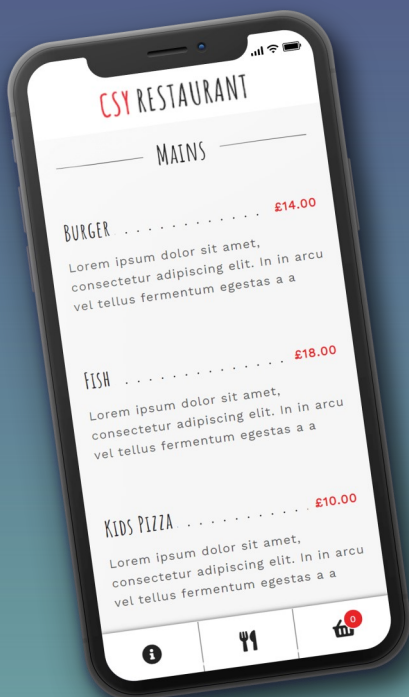 CSY RESTAURANT
MAINS
BURGER . . . . . . . . . . . . £14.00
Lorem ipsum dolor sit amet,
consectetur adipiscing elit. In in arcu
vel tellus fermentum egestas a a
FISH . . . . . . . . . . . . . £18.00
Lorem ipsum dolor sit amet,
consectetur adipiscing elit. In in arcu
vel tellus fermentum egestas a a
KIDS PIZZA . . . . . . . . . . . £10.00
Lorem ipsum dolor sit amet,
consectetur adipiscing elit. In in arcu
vel tellus fermentum egestas a a
0